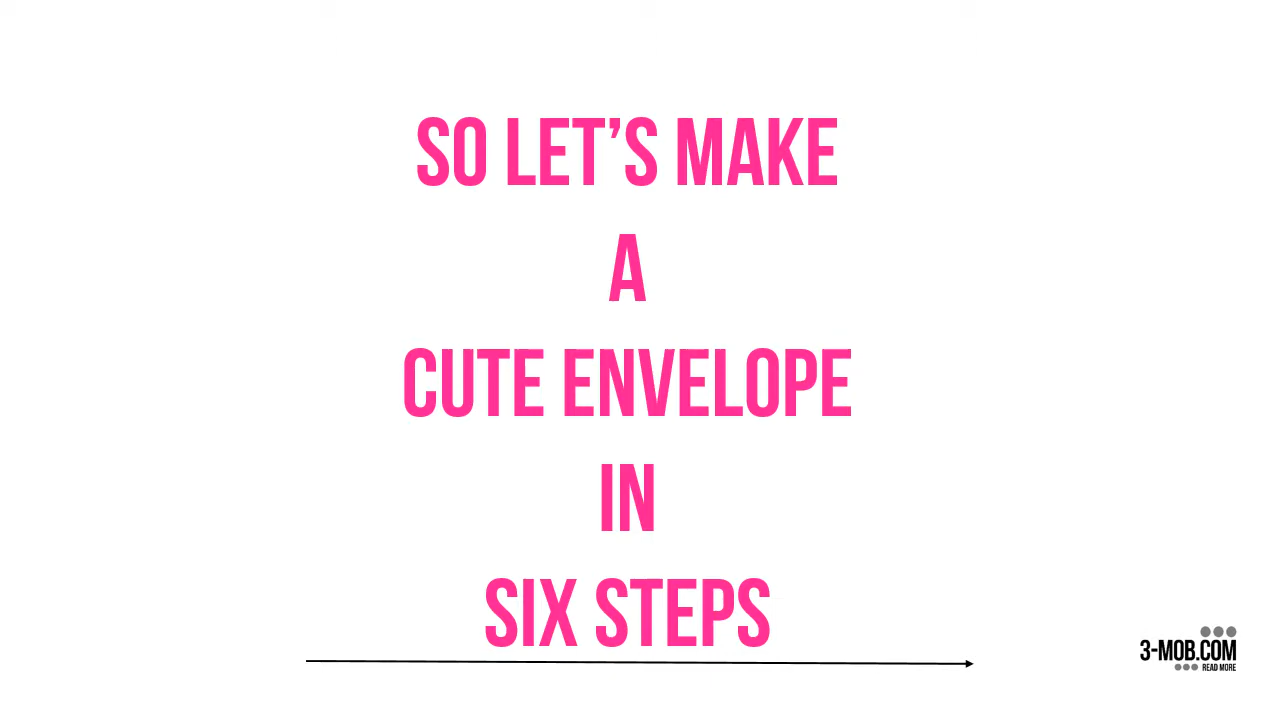 SO LET’S MAKE
A
CUTE ENVELOPE
IN
SIX STEPS
3-MOB.COM
READ MORE